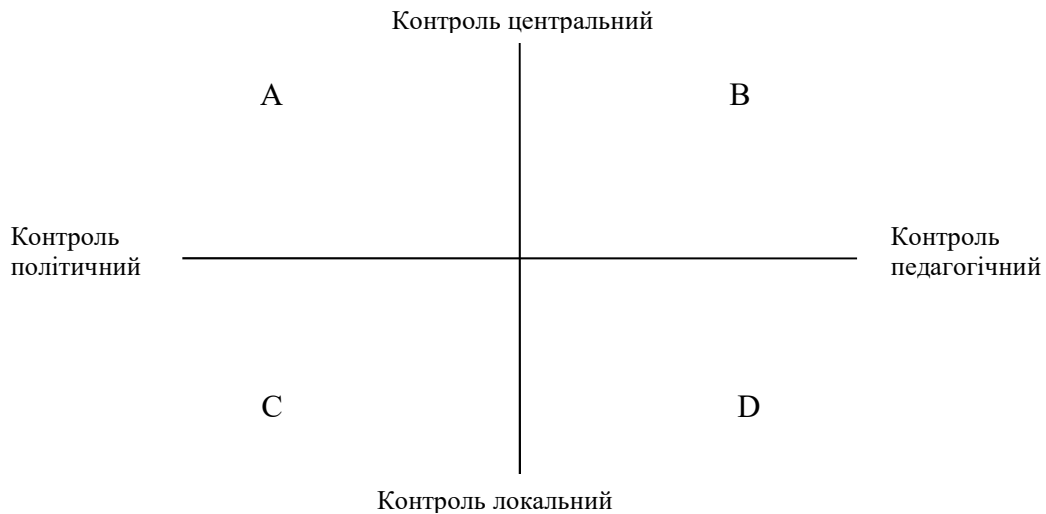 Контроль центральний
A
B
Контроль
політичний
Контроль
педагогічний
C
D
Контроль локальний